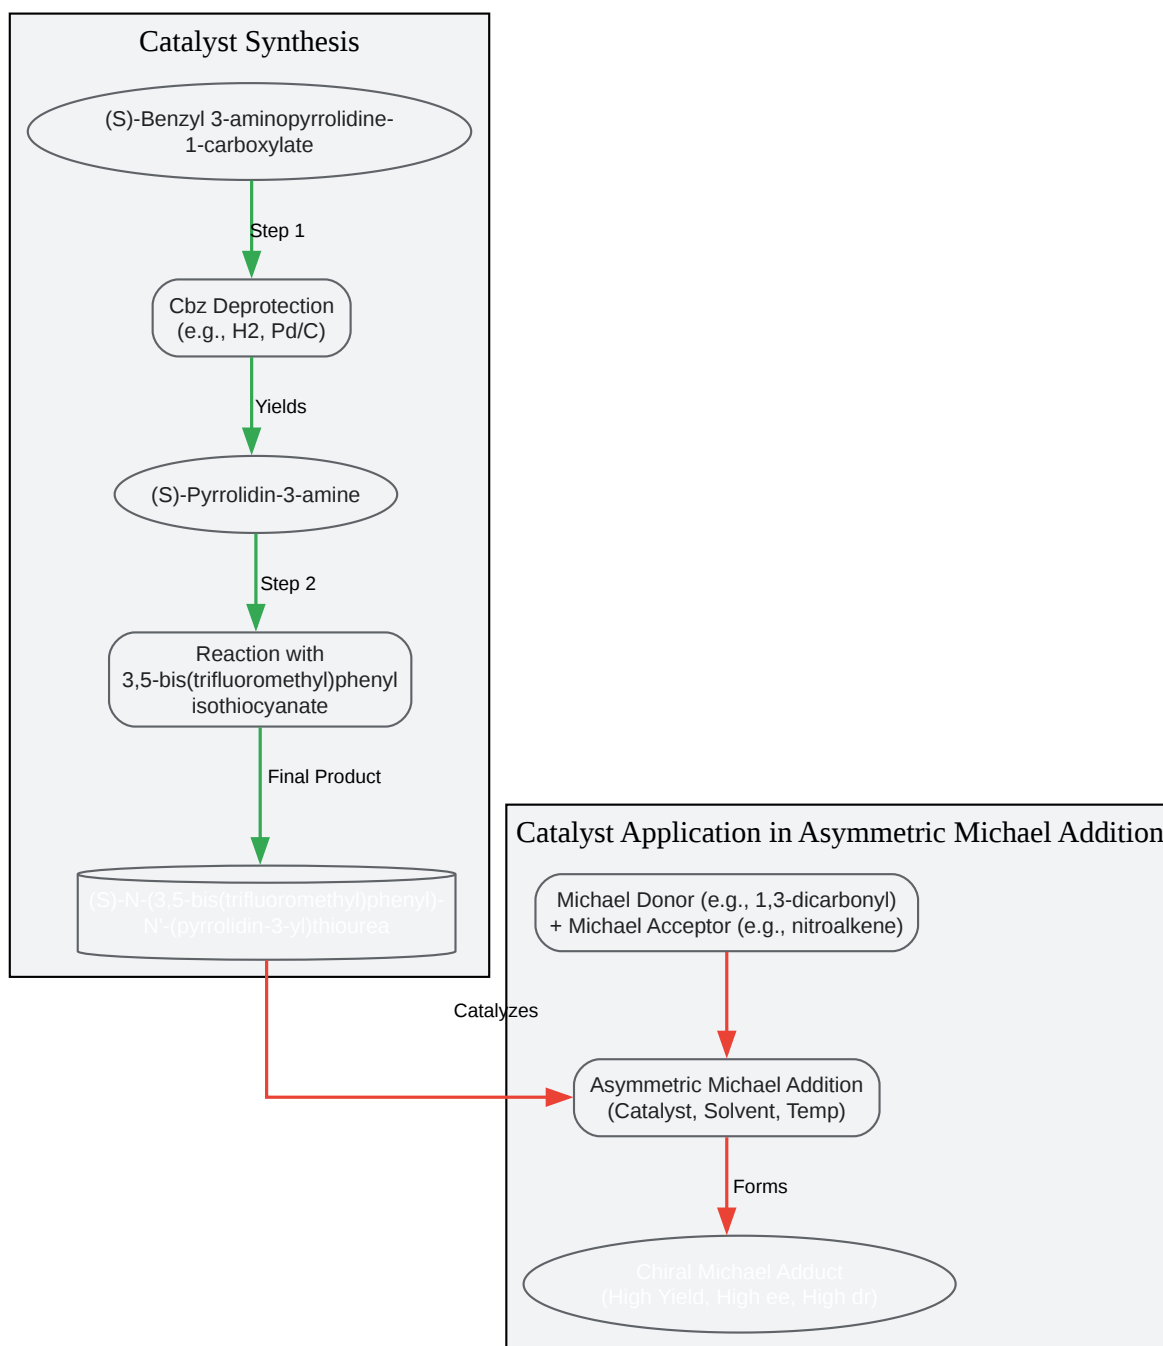 Catalyst Synthesis
(S)-Benzyl 3-aminopyrrolidine-
1-carboxylate
Step 1
Cbz Deprotection
(e.g., H2, Pd/C)
Yields
(S)-Pyrrolidin-3-amine
Step 2
Reaction with
3,5-bis(trifluoromethyl)phenyl
isothiocyanate
Final Product
(S)-N-(3,5-bis(trifluoromethyl)phenyl)-
N'-(pyrrolidin-3-yl)thiourea
Catalyzes
Catalyst Application in Asymmetric Michael Addition
Michael Donor (e.g., 1,3-dicarbonyl)
+ Michael Acceptor (e.g., nitroalkene)
Asymmetric Michael Addition
(Catalyst, Solvent, Temp)
Forms
Chiral Michael Adduct
(High Yield, High ee, High dr)